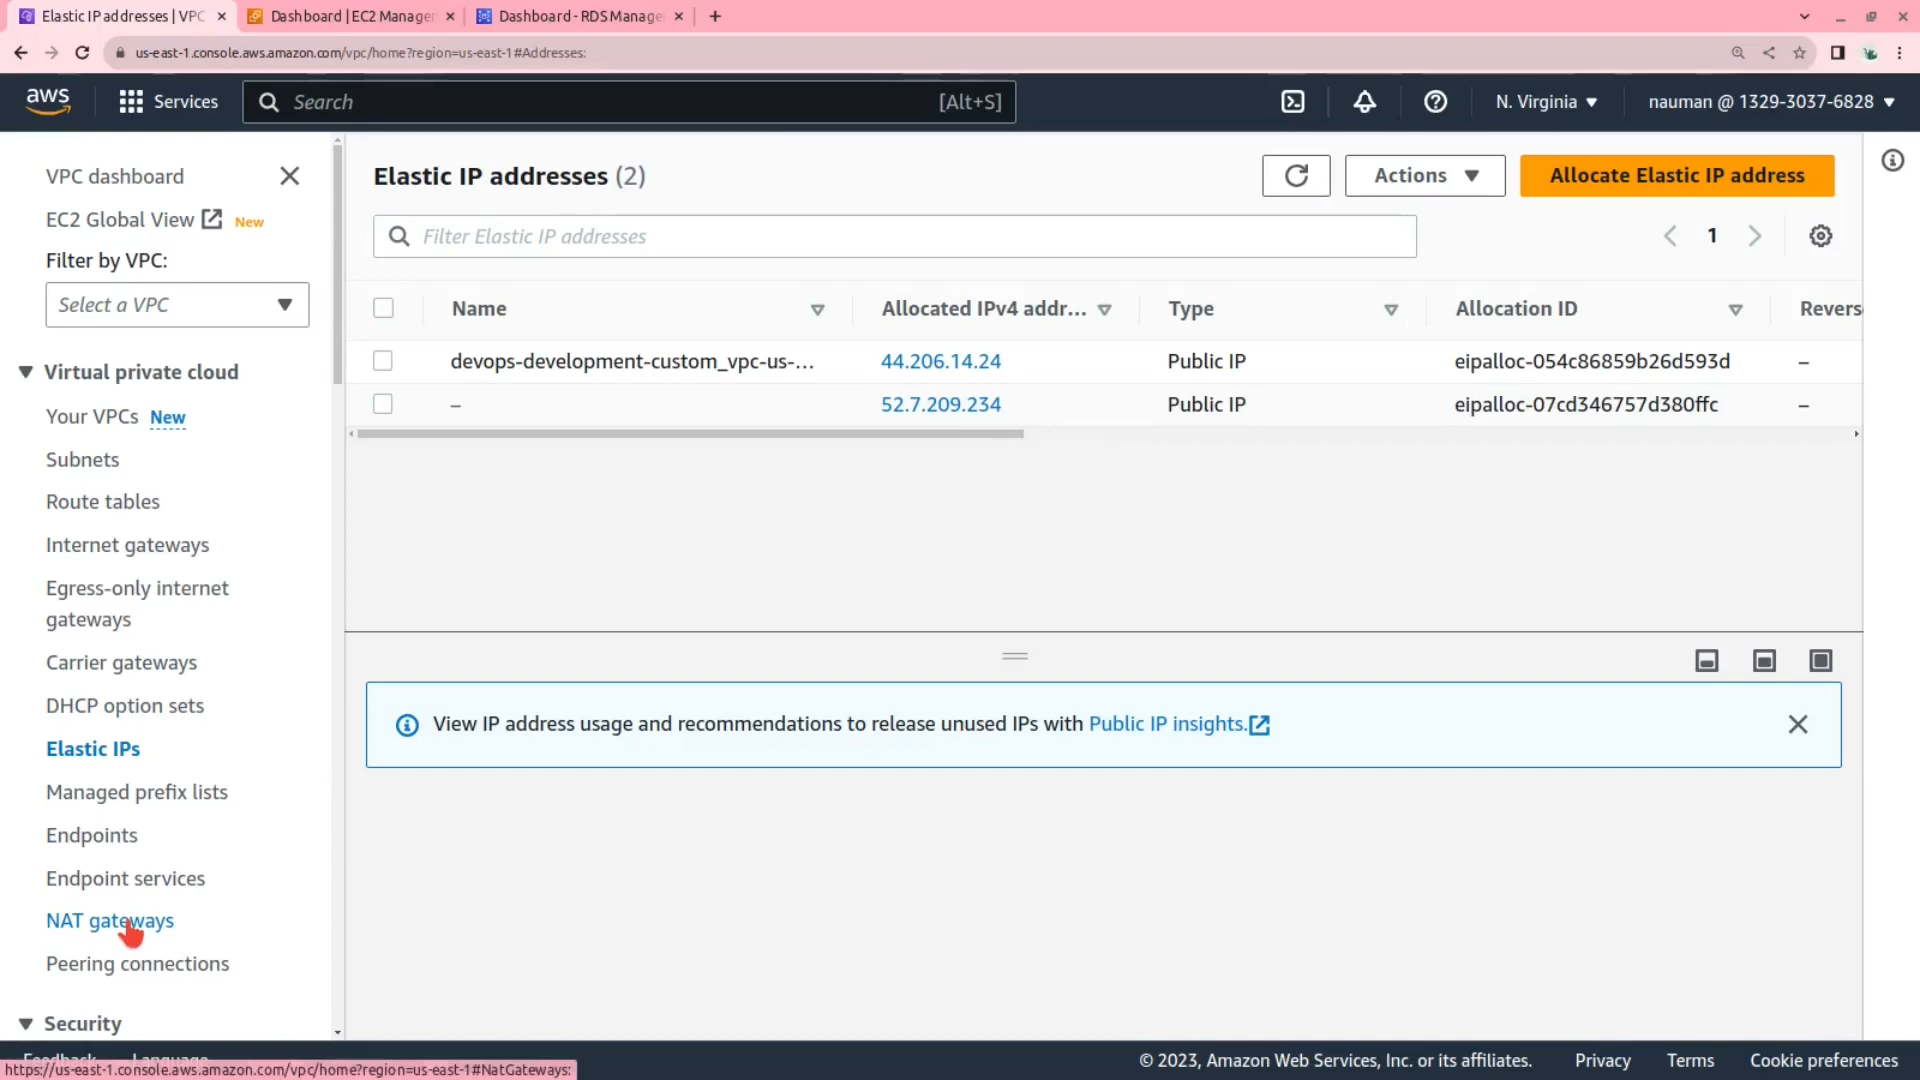 Elastic IP addresses | VPC
Dashboard | EC2 Manager
Dashboard - RDS Manage
us-east-1.console.aws.amazon.com/vpc/home?region=us-east-1#Addresses:
aws
Services
Search
[Alt+S]
N. Virginia
nauman @ 1329-3037-6828
VPC dashboard
EC2 Global View
New
Filter by VPC:
Select a VPC
Virtual private cloud
Your VPCs New
Subnets
Route tables
Internet gateways
Egress-only internet
gateways
Carrier gateways
DHCP option sets
Elastic IPs
Managed prefix lists
Endpoints
Endpoint services
NAT gateways
Peering connections
Security
Elastic IP addresses (2)
Actions
Allocate Elastic IP address
Filter Elastic IP addresses
1
Name
Allocated IPv4 addr...
Type
Allocation ID
Revers
devops-development-custom_vpc-us-...
44.206.14.24
Public IP
eipalloc-054c86859b26d593d
–
–
52.7.209.234
Public IP
eipalloc-07cd346757d380ffc
–
View IP address usage and recommendations to release unused IPs with Public IP insights.
Feedback
Language
© 2023, Amazon Web Services, Inc. or its affiliates.
Privacy
Terms
Cookie preferences
https://us-east-1.console.aws.amazon.com/vpc/home?region=us-east-1#NatGateways: